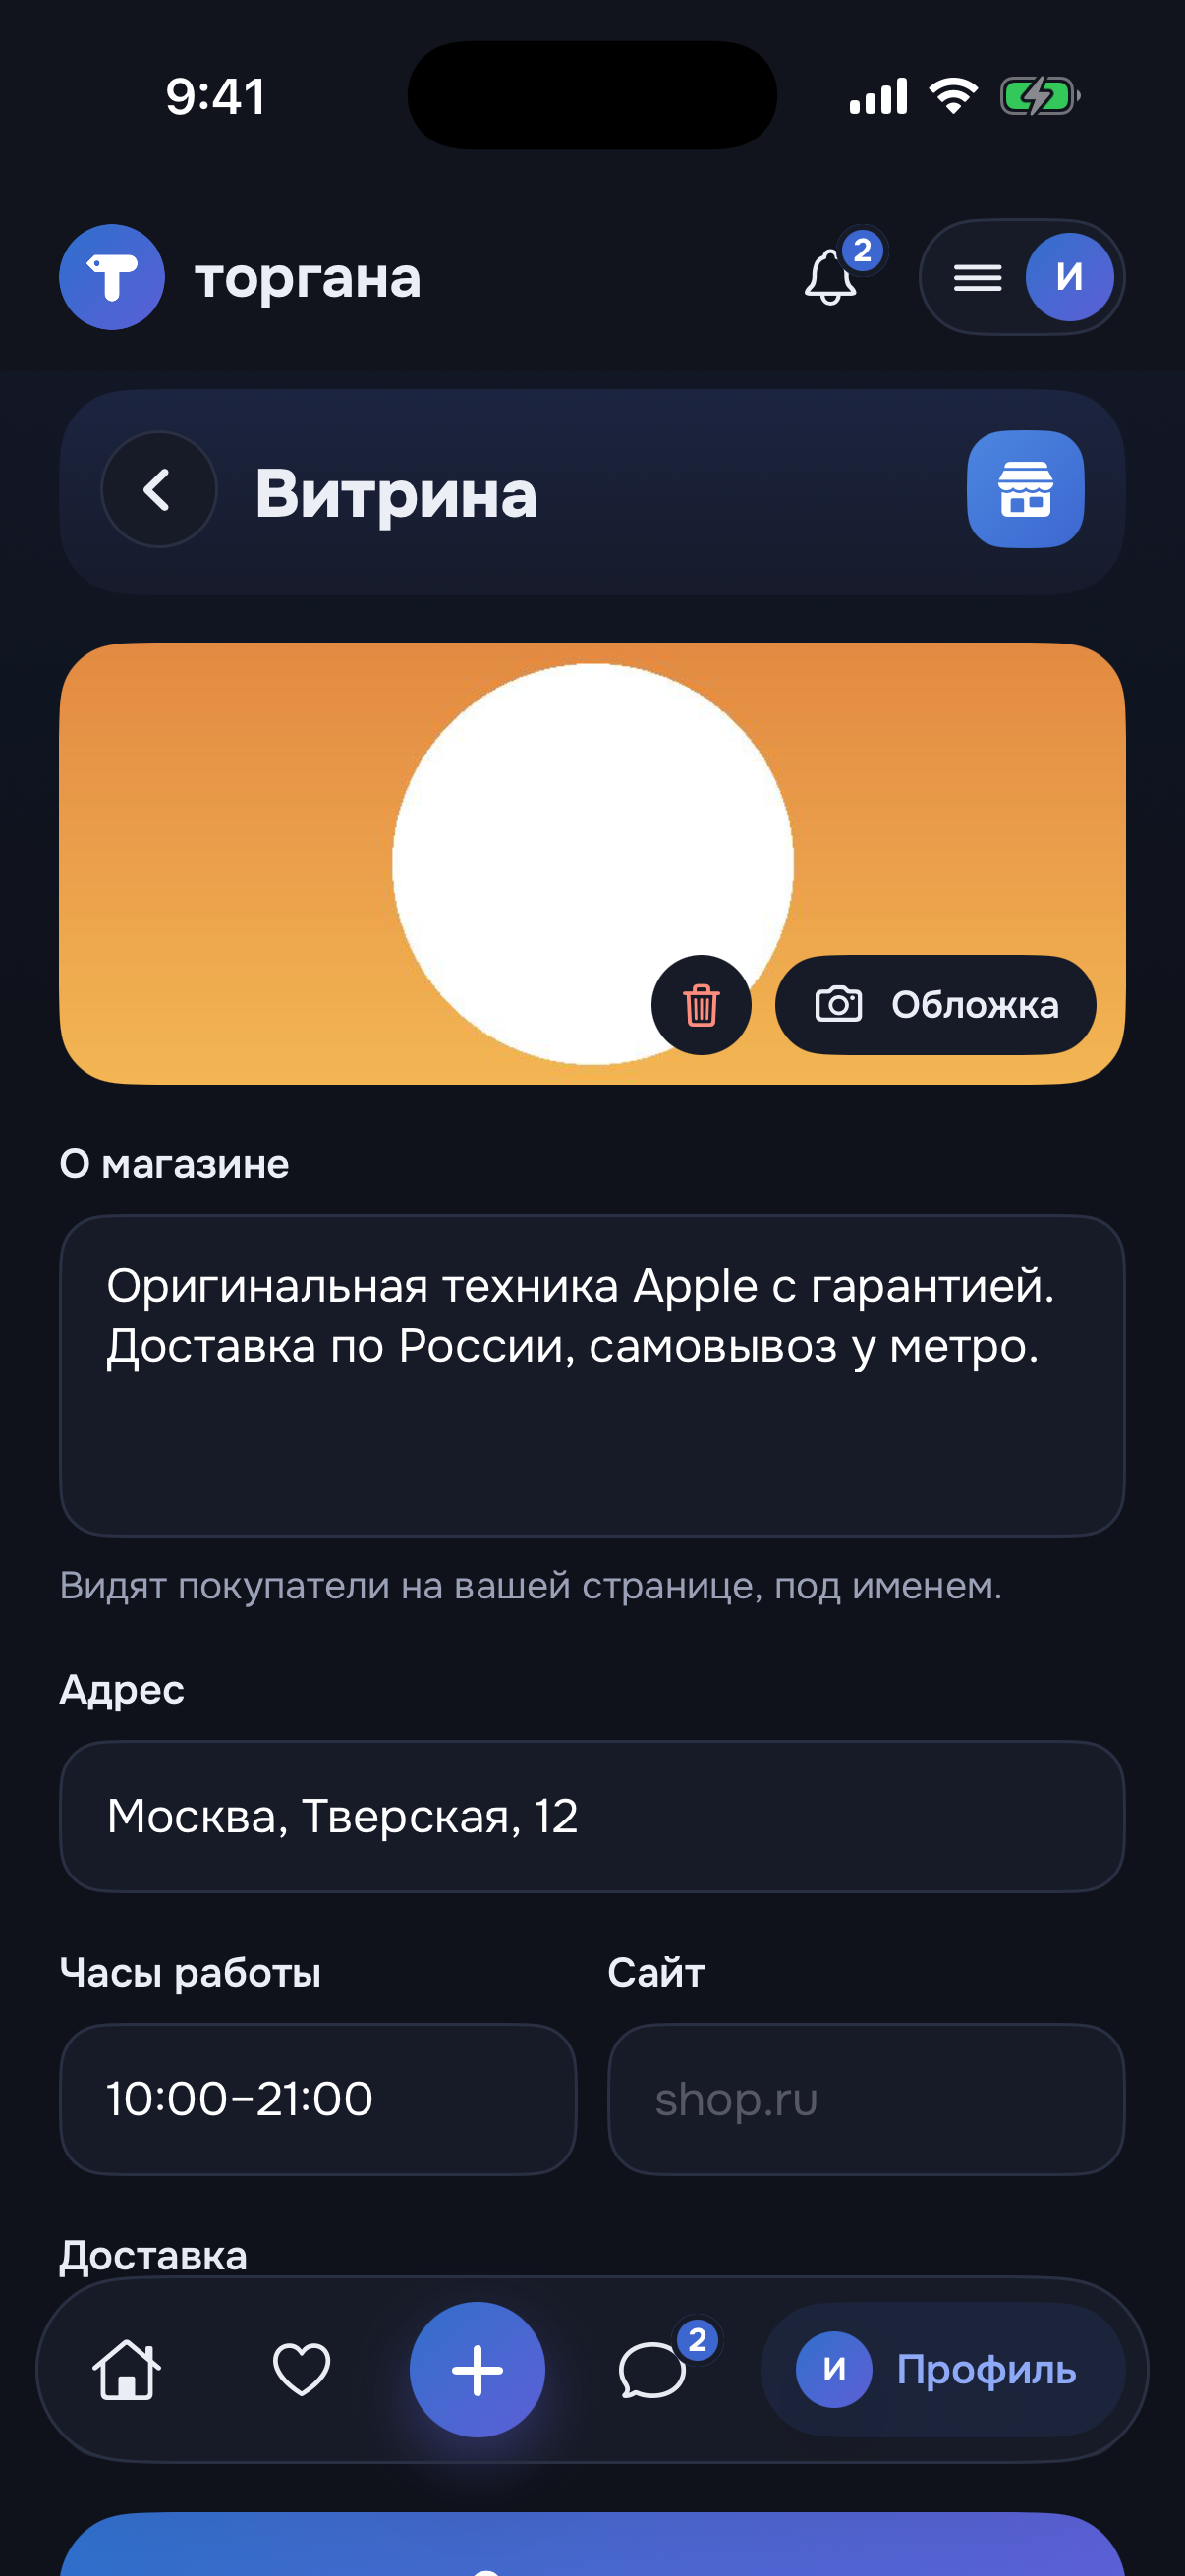 9:41
торгана
2
И
Витрина
Обложка
О магазине
Оригинальная техника Apple с гарантией.
Доставка по России, самовывоз у метро.
Видят покупатели на вашей странице, под именем.
Адрес
Москва, Тверская, 12
Часы работы
Сайт
10:00–21:00
shop.ru
Доставка
2
И
Профиль